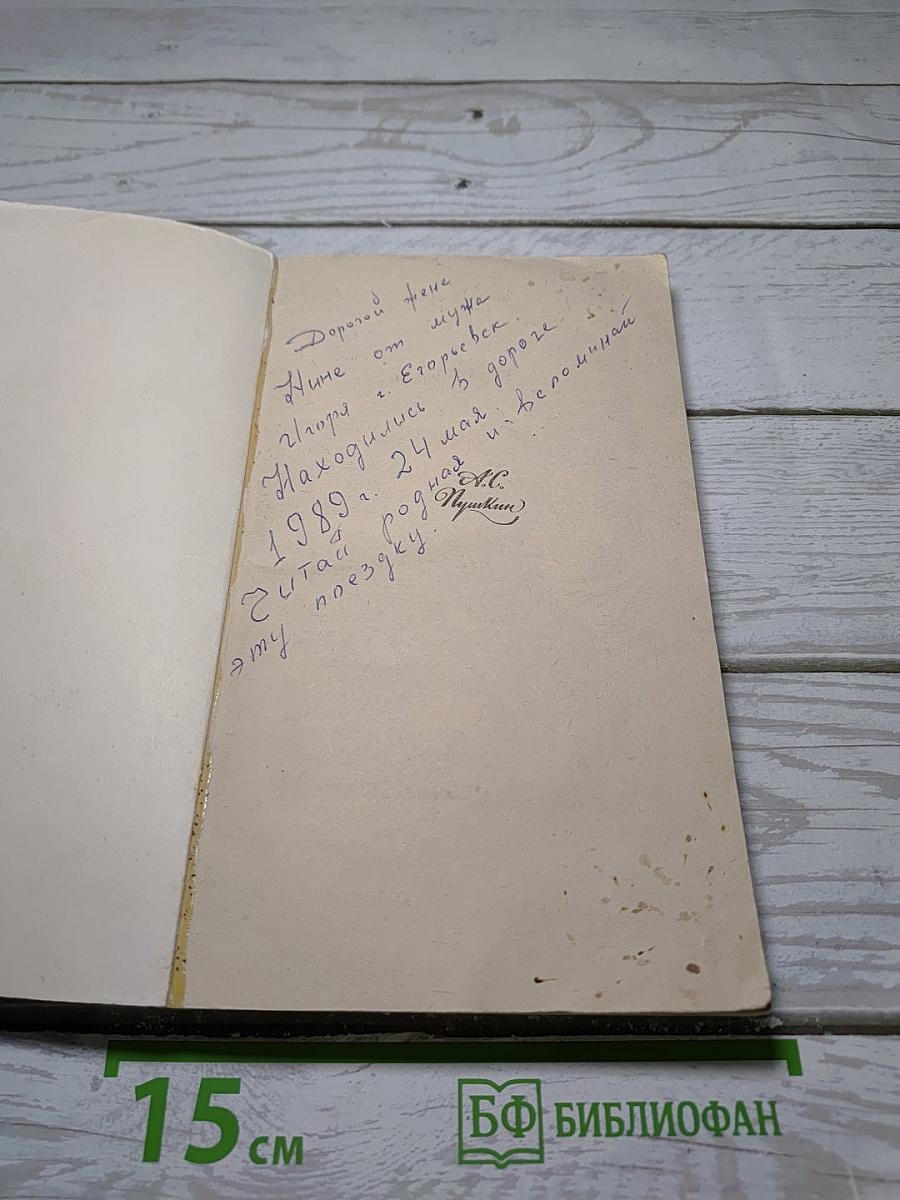 Дорогой жене
Нине от мужа
Игоря г. Егорьевск
Находились в дороге
1989 г. 24 мая
Читай родная и вспоминай
эту поездку.
А.С.
Пушкин
15 см
БФ БИБЛИОФАН